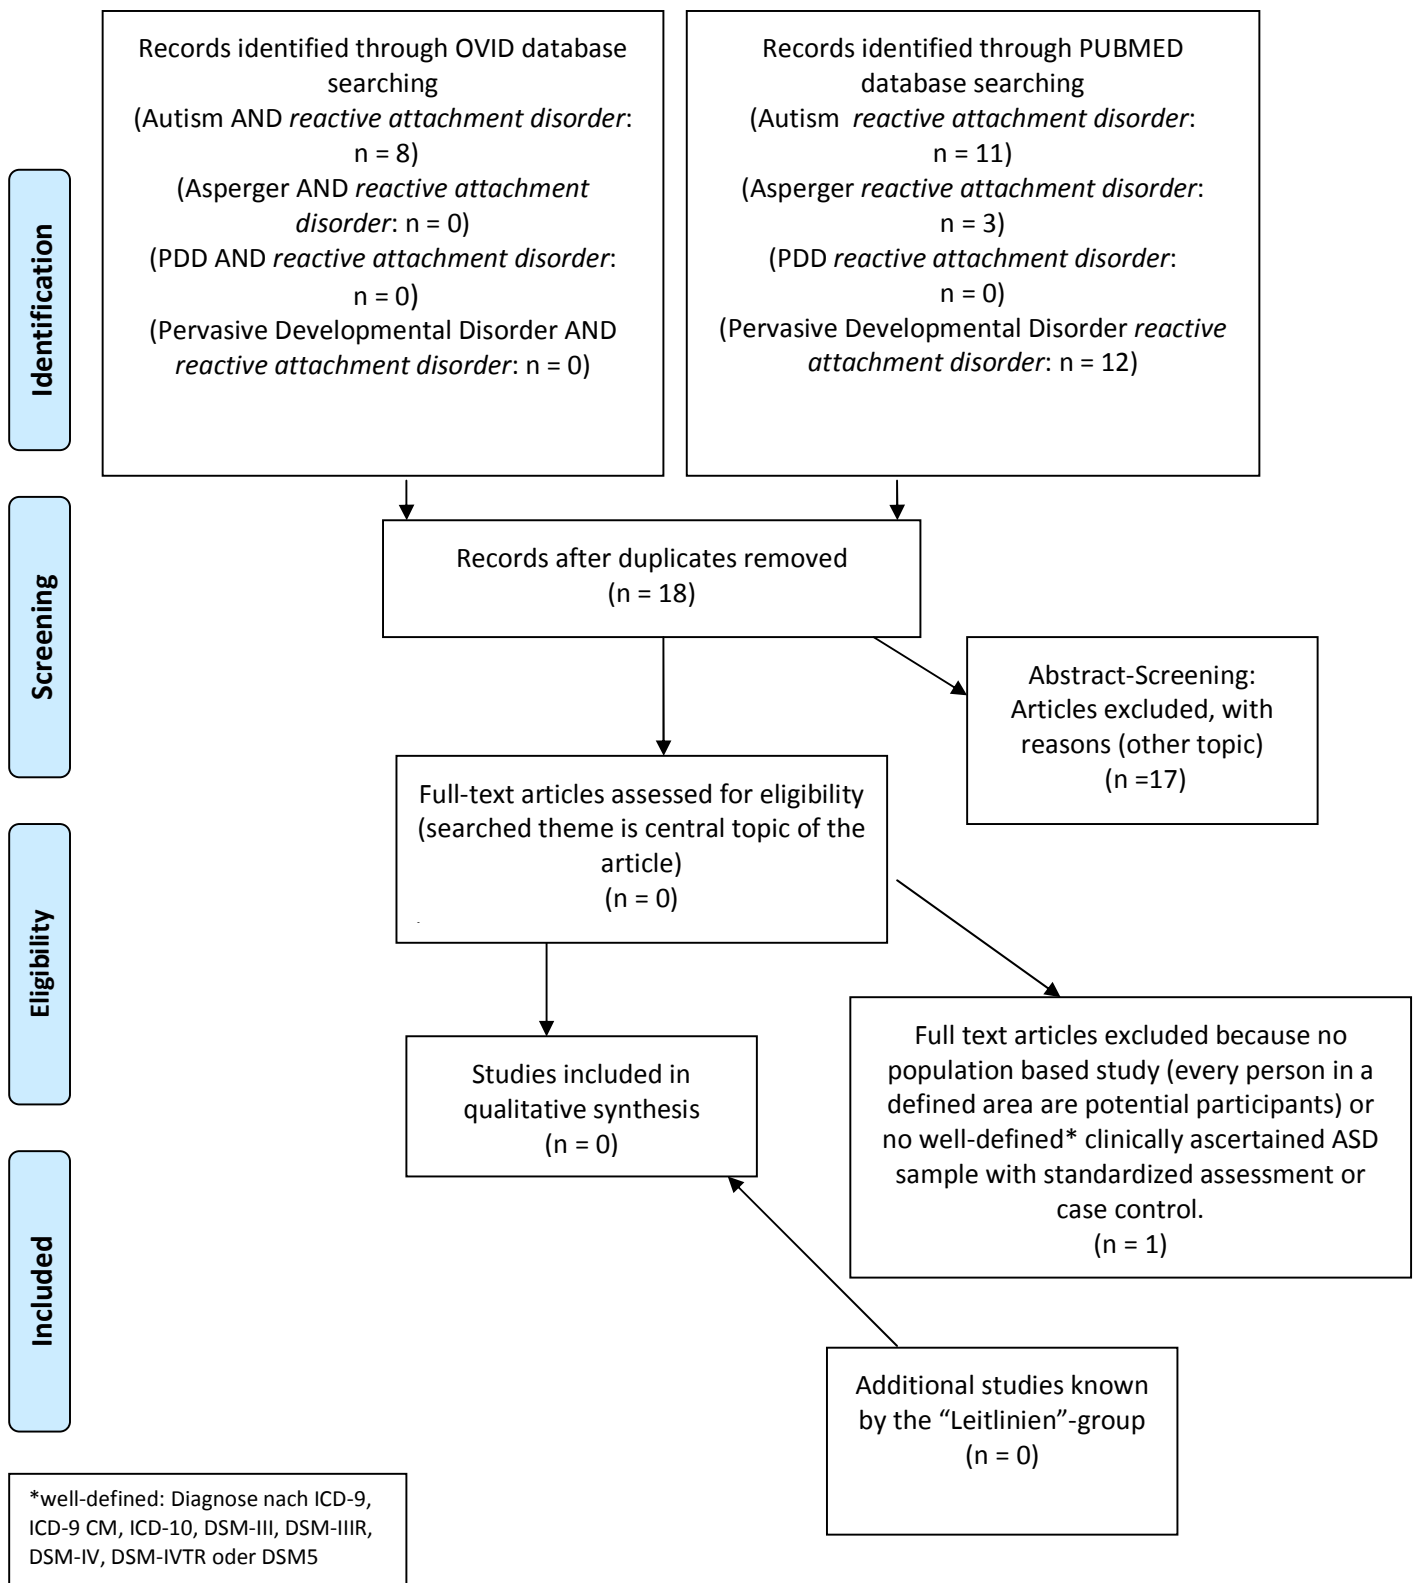 Records identified through OVID database
searching
(Autism AND reactive attachment disorder:
n = 8)
(Asperger AND reactive attachment
disorder: n = 0)
(PDD AND reactive attachment disorder:
n = 0)
(Pervasive Developmental Disorder AND
reactive attachment disorder: n = 0)
Records identified through PUBMED
database searching
(Autism reactive attachment disorder:
n = 11)
(Asperger reactive attachment disorder:
n = 3)
(PDD reactive attachment disorder:
n = 0)
(Pervasive Developmental Disorder reactive
attachment disorder: n = 12)
Identification
Records after duplicates removed
(n = 18)
Screening
Abstract-Screening:
Articles excluded, with
reasons (other topic)
(n =17)
Full-text articles assessed for eligibility
(searched theme is central topic of the
article)
(n = 0)
Eligibility
Full text articles excluded because no
population based study (every person in a
defined area are potential participants) or
no well-defined* clinically ascertained ASD
sample with standardized assessment or
case control.
(n = 1)
Studies included in
qualitative synthesis
(n = 0)
Included
Additional studies known
by the “Leitlinien”-group
(n = 0)
*well-defined: Diagnose nach ICD-9,
ICD-9 CM, ICD-10, DSM-III, DSM-IIIR,
DSM-IV, DSM-IVTR oder DSM5